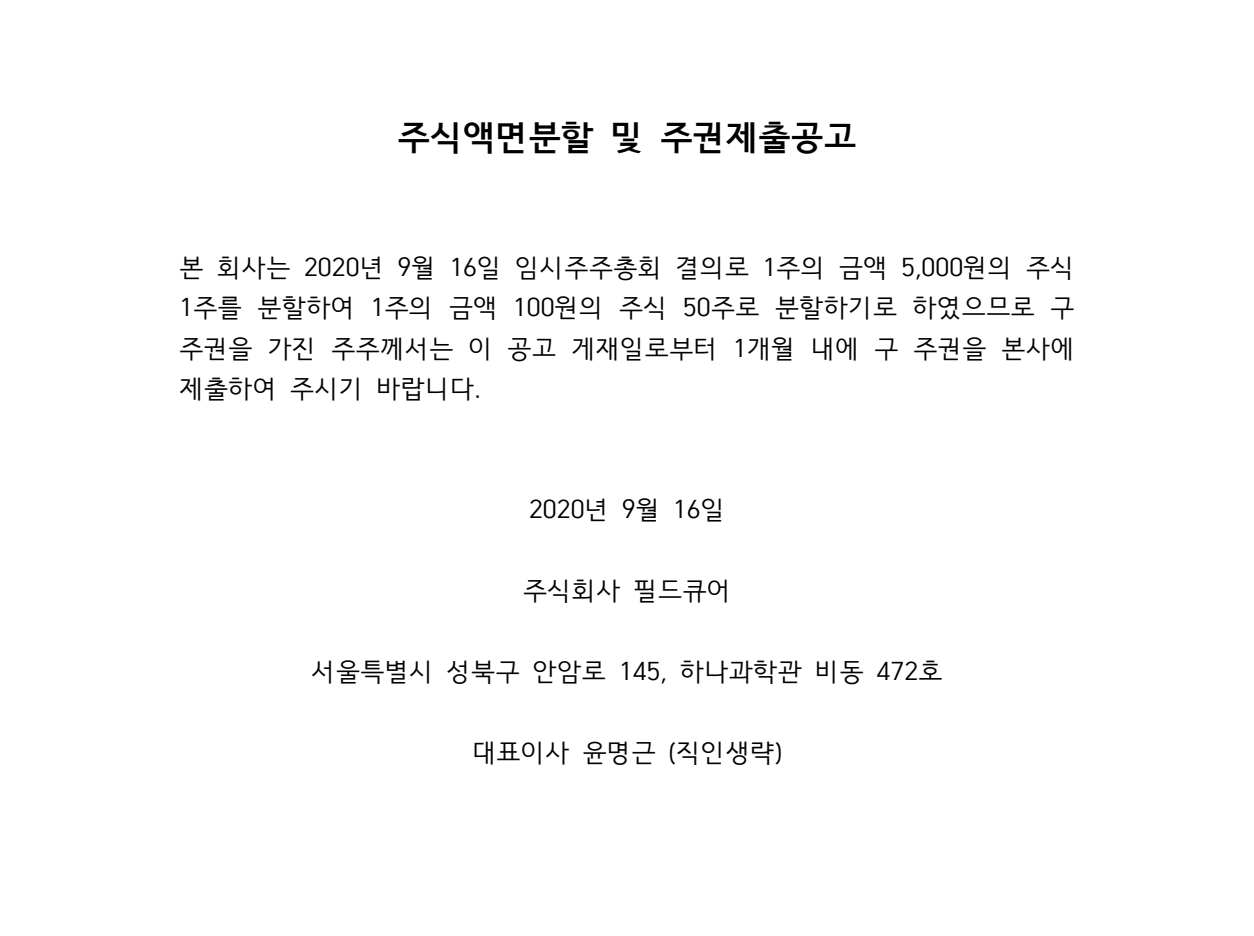 주식액면분할 및 주권제출공고
본 회사는 2020년 9월 16일 임시주주총회 결의로 1주의 금액 5,000원의 주식
1주를 분할하여 1주의 금액 100원의 주식 50주로 분할하기로 하였으므로 구
주권을 가진 주주께서는 이 공고 게재일로부터 1개월 내에 구 주권을 본사에
제출하여 주시기 바랍니다.
2020년 9월 16일
주식회사 필드큐어
서울특별시 성북구 안암로 145, 하나과학관 비동 472호
대표이사 윤명근 (직인생략)